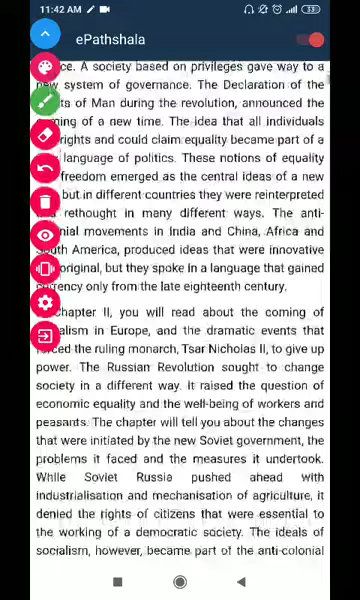 11:42 AM
33
ePathshala
ce. A society based on privileges gave way to a
new system of governance. The Declaration of the
ts of Man during the revolution, announced the
ming of a new time. The idea that all individuals
rights and could claim equality became part of a
language of politics. These notions of equality
freedom emerged as the central ideas of a new
but in different countries they were reinterpreted
rethought in many different ways. The anti-
nial movements in India and China, Africa and
South America, produced ideas that were innovative
original, but they spoke in a language that gained
currency only from the late eighteenth century.
Chapter II, you will read about the coming of
alism in Europe, and the dramatic events that
forced the ruling monarch, Tsar Nicholas II, to give up
power. The Russian Revolution sought to change
society in a different way. It raised the question of
economic equality and the well-being of workers and
peasants. The chapter will tell you about the changes
that were initiated by the new Soviet government, the
problems it faced and the measures it undertook.
While Soviet Russia pushed ahead with
industrialisation and mechanisation of agriculture, it
denied the rights of citizens that were essential to
the working of a democratic society. The ideals of
socialism, however, became part of the anti-colonial